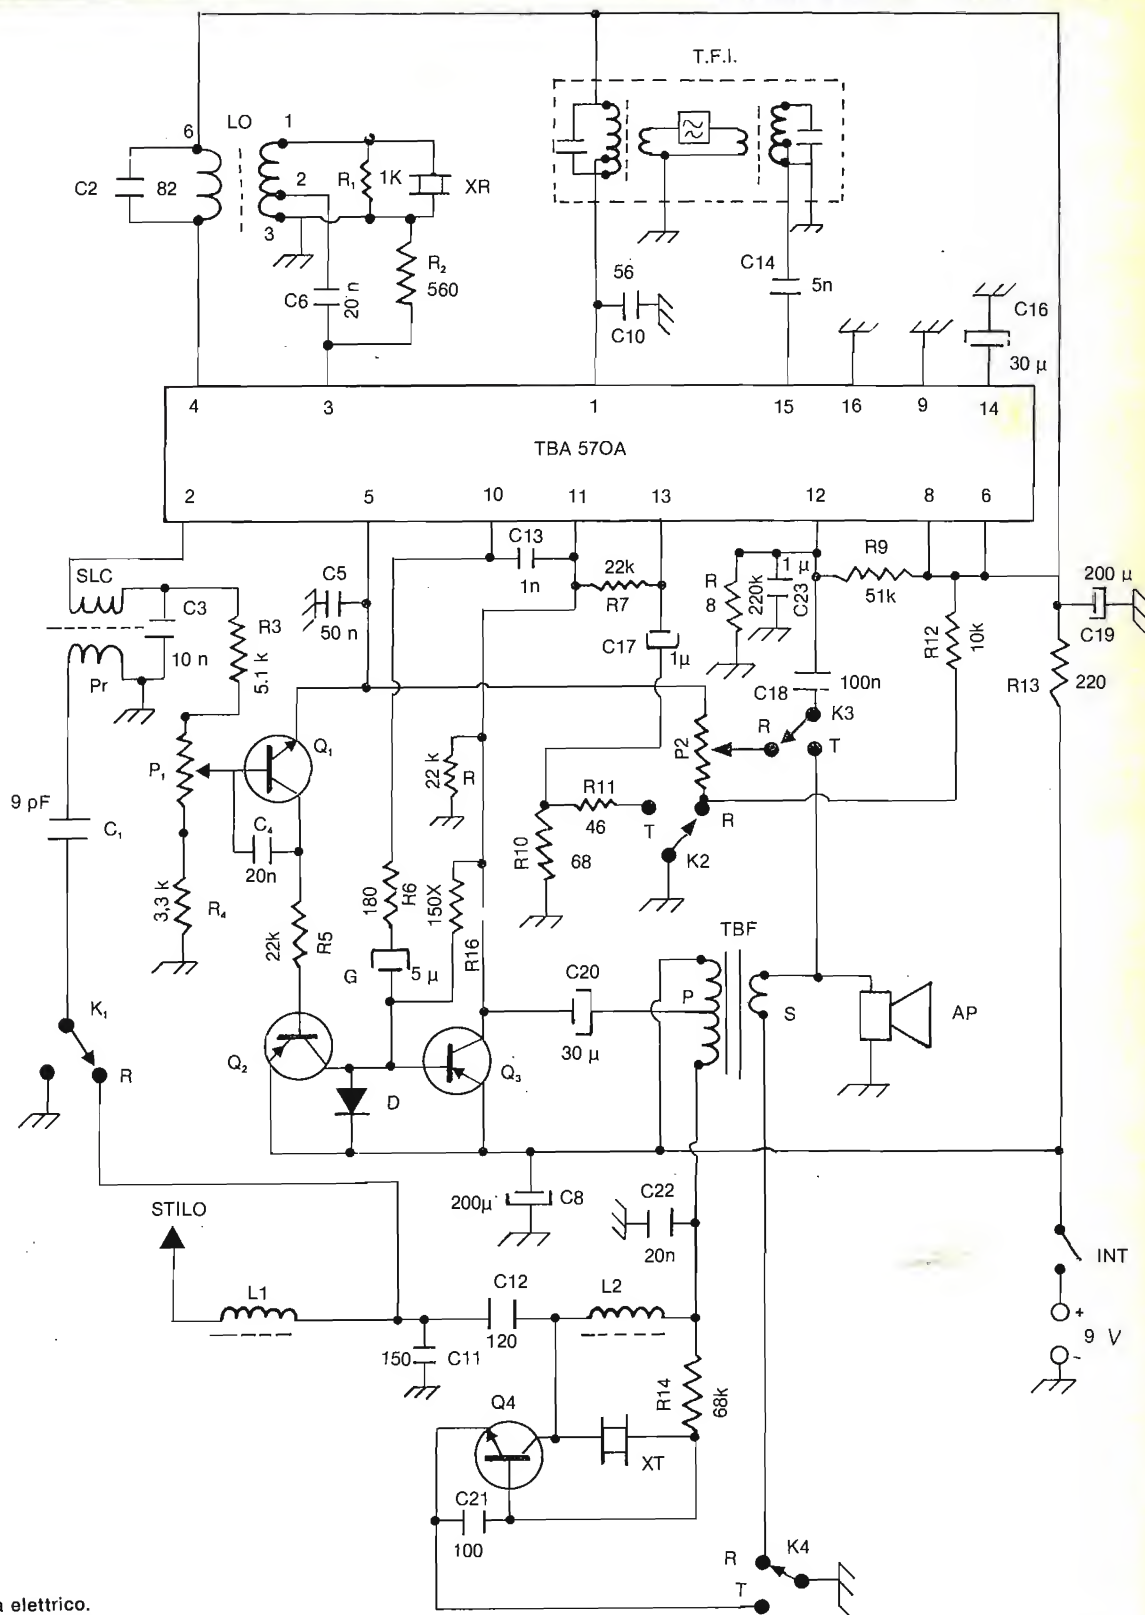 T.F.I.
6 LO 1
C2 82 2 R₁ 1K XR
3
R₂
560
C6 20 n
56
C10
C14
5n
C16
30 µ
4 3 1 15 16 9 14
TBA 570A
2 5 10 11 13 12 8 6
SLC
C3
10 n
Pr
R3
5.1 k
C5
50 n
C13
1n
22k
R7
C17
1µ
R
8
220k
1 µ
C23
R9
51k
R12
10k
200 µ
C19
R13 220
C18 100n
K3
R
T
P2
P₁
Q₁
C₄
20n
9 pF
C₁
3,3 k
R₄
22k
R5
22 k
R
R11
46
T R
K2
R10
68
180
R6
150X
R16
G 5 µ
K₁
R
Q₂
D
Q₃
C20
30 µ
TBF
P S
AP
200µ C8
C22
20n
STILO
L1
C12
120
L2
150 C11
R14
68k
Q4
XT
C21
100
INT
+
9 V
-
R K4
T
a elettrico.